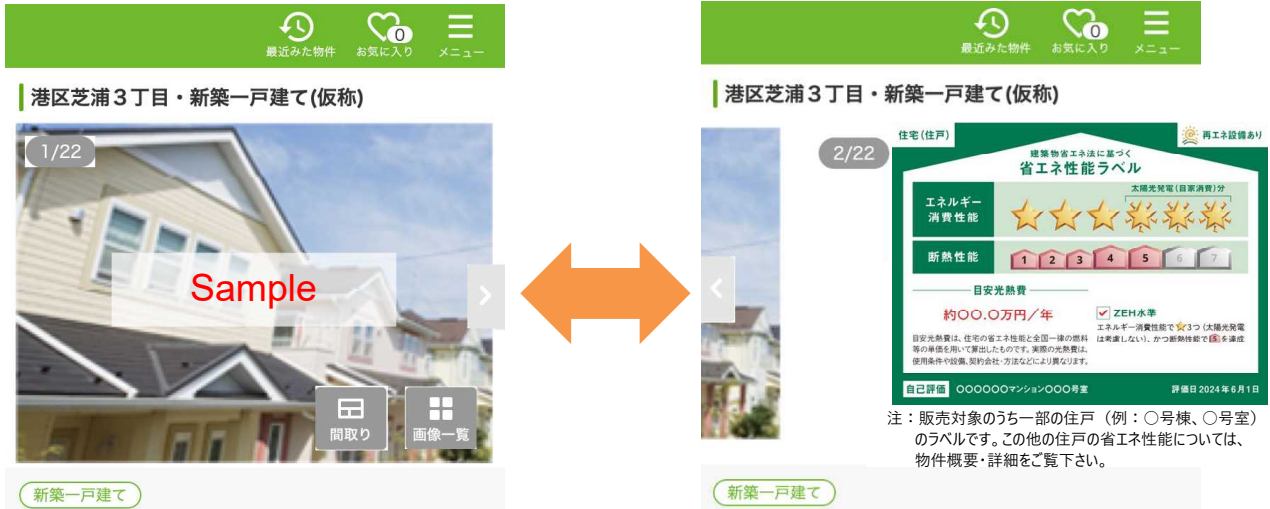 最近みた物件
お気に入り
0
メニュー
港区芝浦３丁目・新築一戸建て(仮称)
1/22
Sample
間取り
画像一覧
新築一戸建て
最近みた物件
お気に入り
0
メニュー
港区芝浦３丁目・新築一戸建て(仮称)
2/22
住宅(住戸)
再エネ設備あり
建築物省エネ法に基づく
省エネ性能ラベル
太陽光発電(自家消費)分
エネルギー
消費性能
断熱性能
1 2 3 4 5 6 7
目安光熱費
約〇〇.〇万円／年
目安光熱費は、住宅の省エネ性能と全国一律の燃料
等の単価を用いて算出したものです。実際の光熱費は、
使用条件や設備、契約会社・方法などにより異なります。
ZEH水準
エネルギー消費性能で⭐3つ (太陽光発電
は考慮しない)、かつ断熱性能で5を達成
自己評価 〇〇〇〇〇〇マンション〇〇〇号室
評価日 2024年6月1日
注：販売対象のうち一部の住戸（例：〇号棟、〇号室）
のラベルです。この他の住戸の省エネ性能については、
物件概要・詳細をご覧下さい。
新築一戸建て